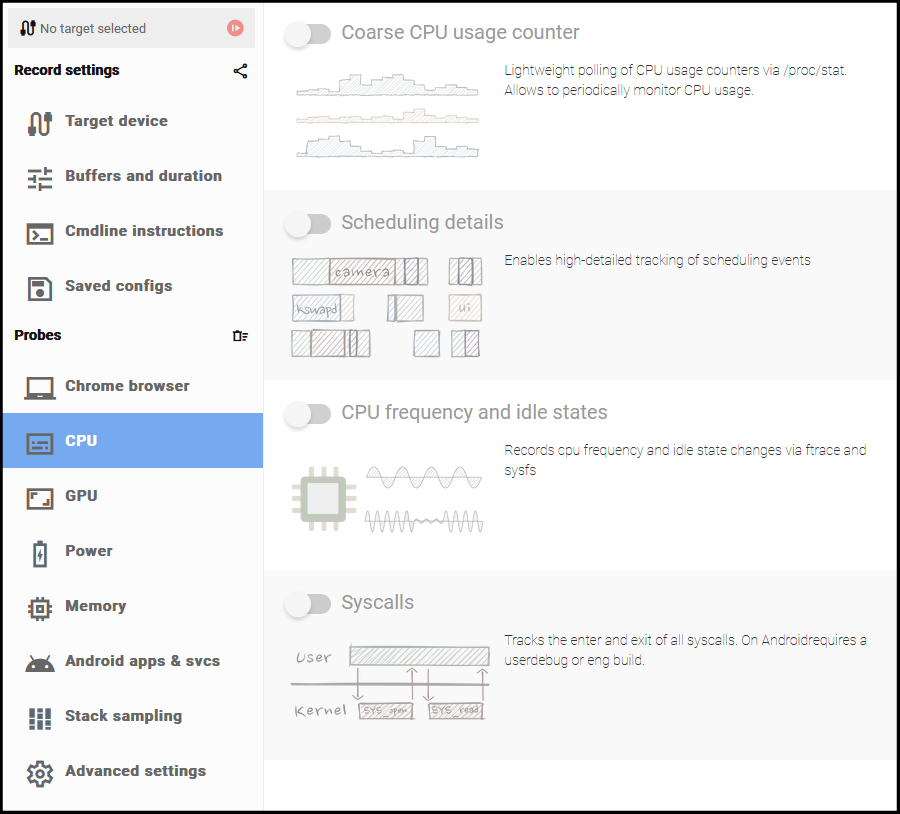 No target selected
Record settings
Target device
Buffers and duration
Cmdline instructions
Saved configs
Probes
Chrome browser
CPU
GPU
Power
Memory
Android apps & svcs
Stack sampling
Advanced settings
Coarse CPU usage counter
Lightweight polling of CPU usage counters via /proc/stat.
Allows to periodically monitor CPU usage.
Scheduling details
camera
kswapd
ui
Enables high-detailed tracking of scheduling events
CPU frequency and idle states
Records cpu frequency and idle state changes via ftrace and
sysfs
Syscalls
User
Kernel
SYS_open
SYS_read
Tracks the enter and exit of all syscalls. On Androidrequires a
userdebug or eng build.